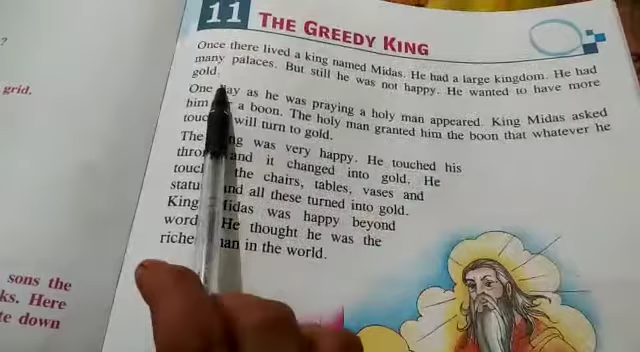 11
THE GREEDY KING
Once there lived a king named Midas. He had a large kingdom. He had
many palaces. But still he was not happy. He wanted to have more
gold.
One day as he was praying a holy man appeared. King Midas asked
him a boon. The holy man granted him the boon that whatever he
will turn to gold.
The was very happy. He touched his
and it changed into gold. He
the chairs, tables, vases and
and all these turned into gold.
King Midas was happy beyond
He thought he was the
man in the world.
?
grid.
sons the
ks. Here
te down